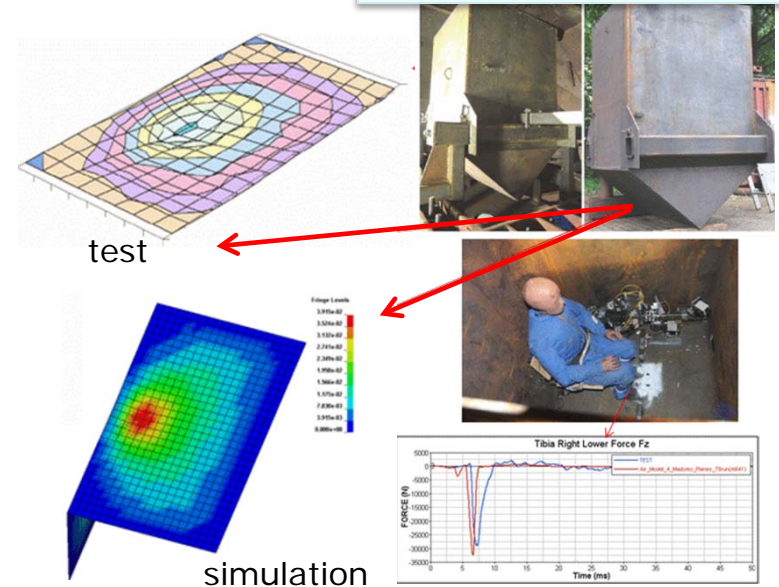 test
Fringe Levels
3.915e-02
3.524e-02
3.132e-02
2.741e-02
2.349e-02
1.958e-02
1.566e-02
1.175e-02
7.830e-03
3.915e-03
0.000e+00
simulation
Tibia Right Lower Force Fz
TEST
FORCE (N)
5000
0
-5000
-10000
-15000
-20000
-25000
-30000
-35000
0 5 10 15 20 25 30 35 40 45 50
Time (ms)